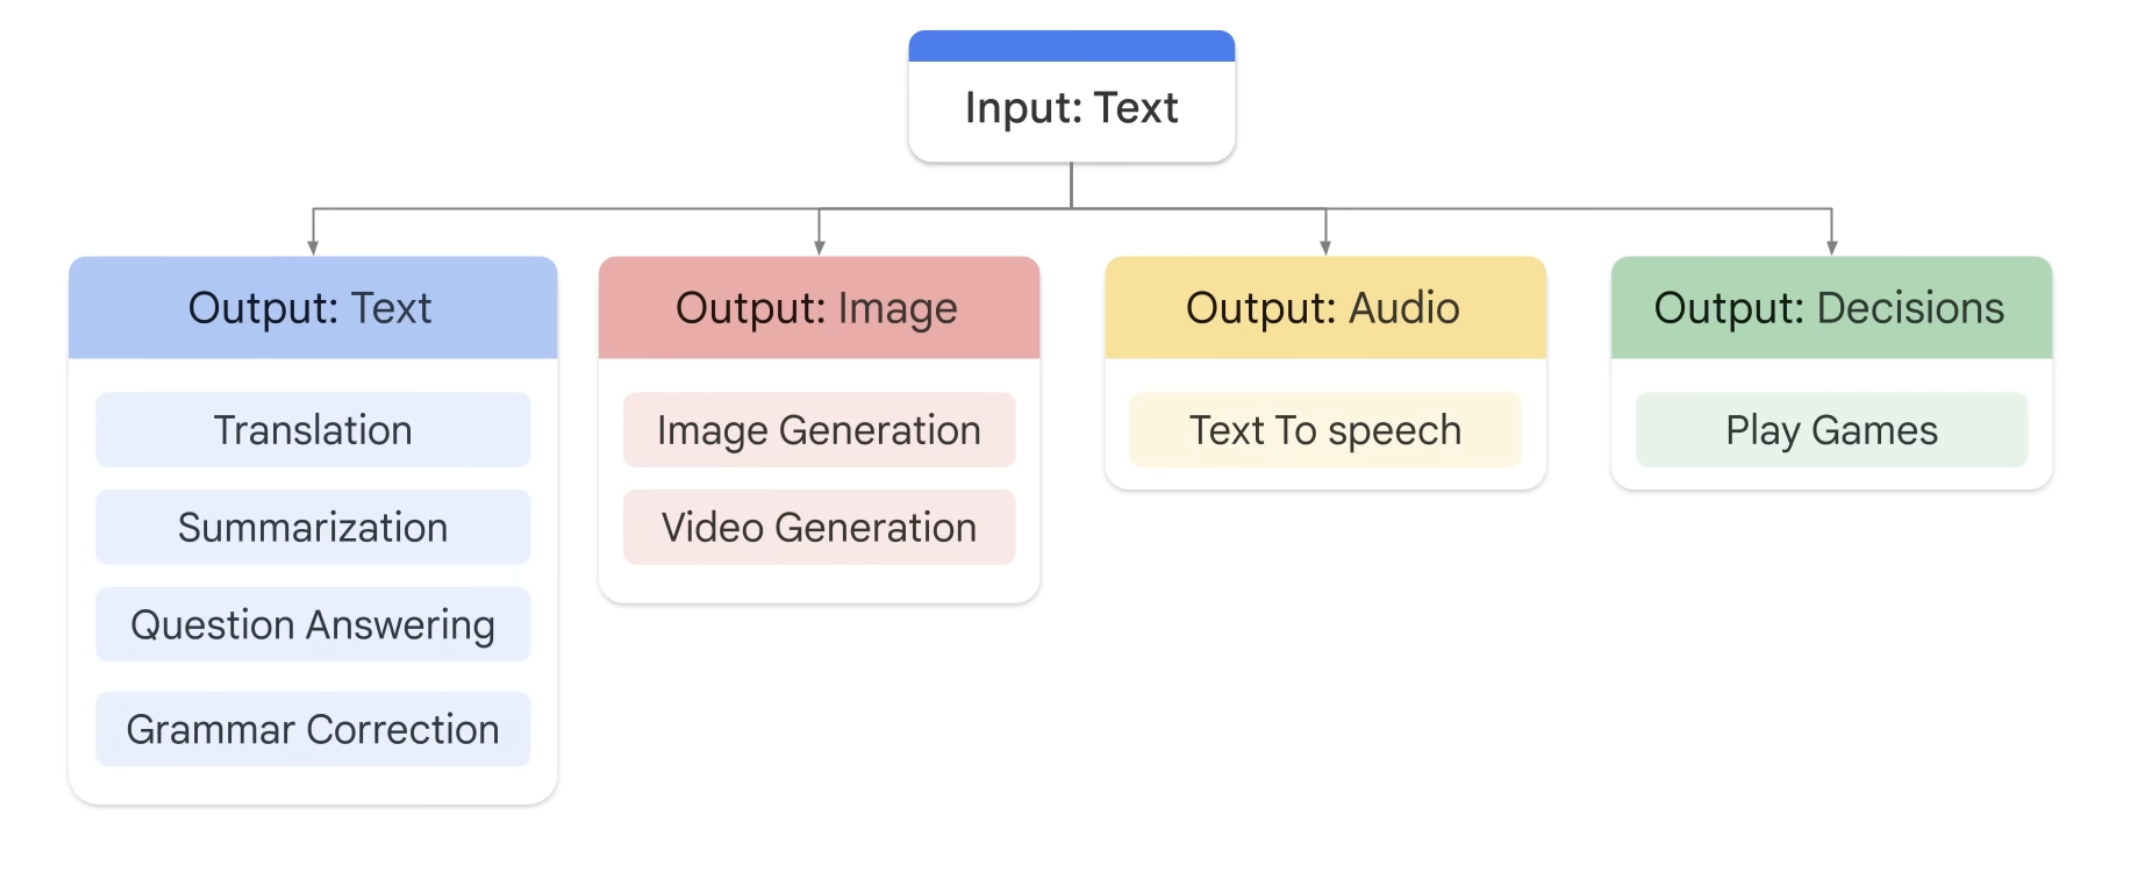 Input: Text
Output: Text
Translation
Summarization
Question Answering
Grammar Correction
Output: Image
Image Generation
Video Generation
Output: Audio
Text To speech
Output: Decisions
Play Games